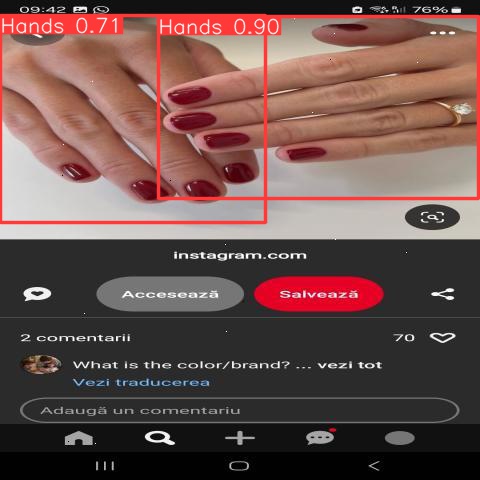 09:42 76%
Hands 0.71 Hands 0.90
instagram.com
Accesează Salvează
2 comentarii 70
What is the color/brand? ... vezi tot
Vezi traducerea
Adaugă un comentariu